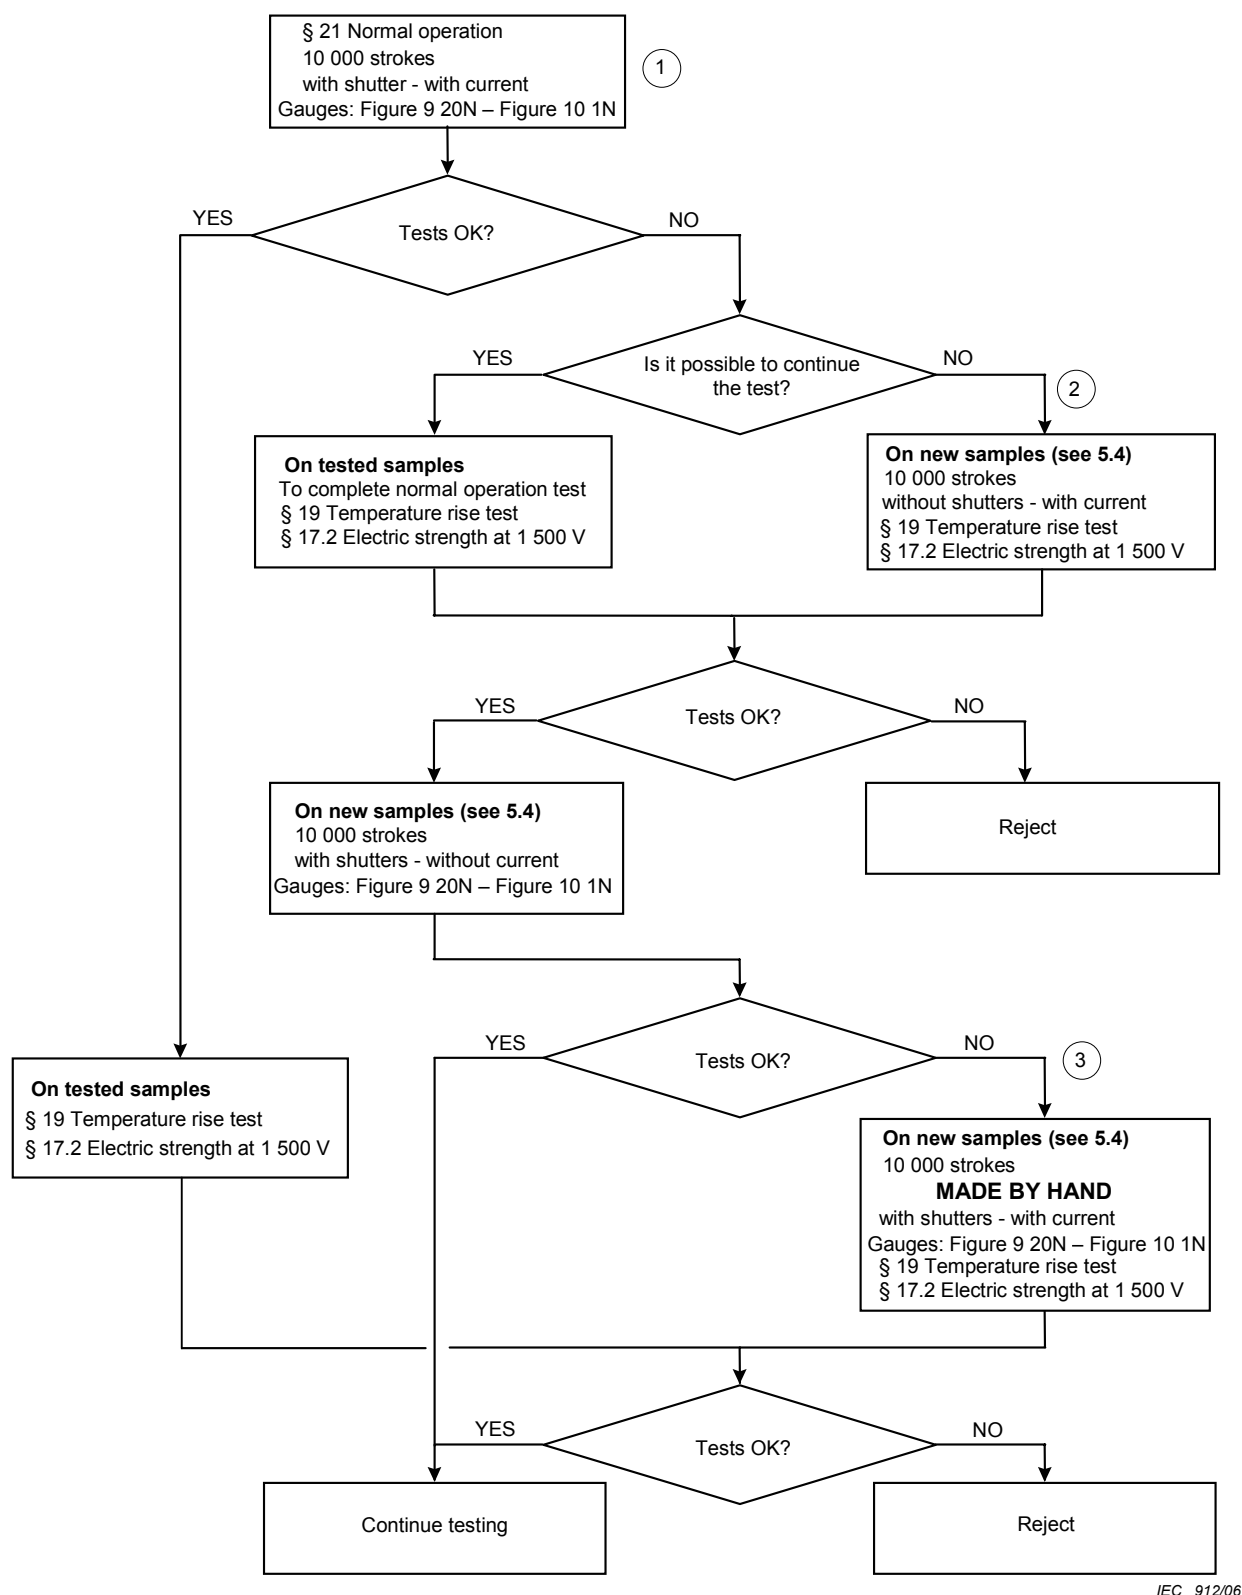 § 21 Normal operation
10 000 strokes
with shutter - with current
Gauges: Figure 9 20N – Figure 10 1N
1
YES
Tests OK?
NO
YES
Is it possible to continue
the test?
NO
2
On tested samples
To complete normal operation test
§ 19 Temperature rise test
§ 17.2 Electric strength at 1 500 V
On new samples (see 5.4)
10 000 strokes
without shutters - with current
§ 19 Temperature rise test
§ 17.2 Electric strength at 1 500 V
YES
Tests OK?
NO
On new samples (see 5.4)
10 000 strokes
with shutters - without current
Gauges: Figure 9 20N – Figure 10 1N
Reject
YES
Tests OK?
NO
3
On tested samples
§ 19 Temperature rise test
§ 17.2 Electric strength at 1 500 V
On new samples (see 5.4)
10 000 strokes
MADE BY HAND
with shutters - with current
Gauges: Figure 9 20N – Figure 10 1N
§ 19 Temperature rise test
§ 17.2 Electric strength at 1 500 V
YES
Tests OK?
NO
Continue testing
Reject
IEC 912/06